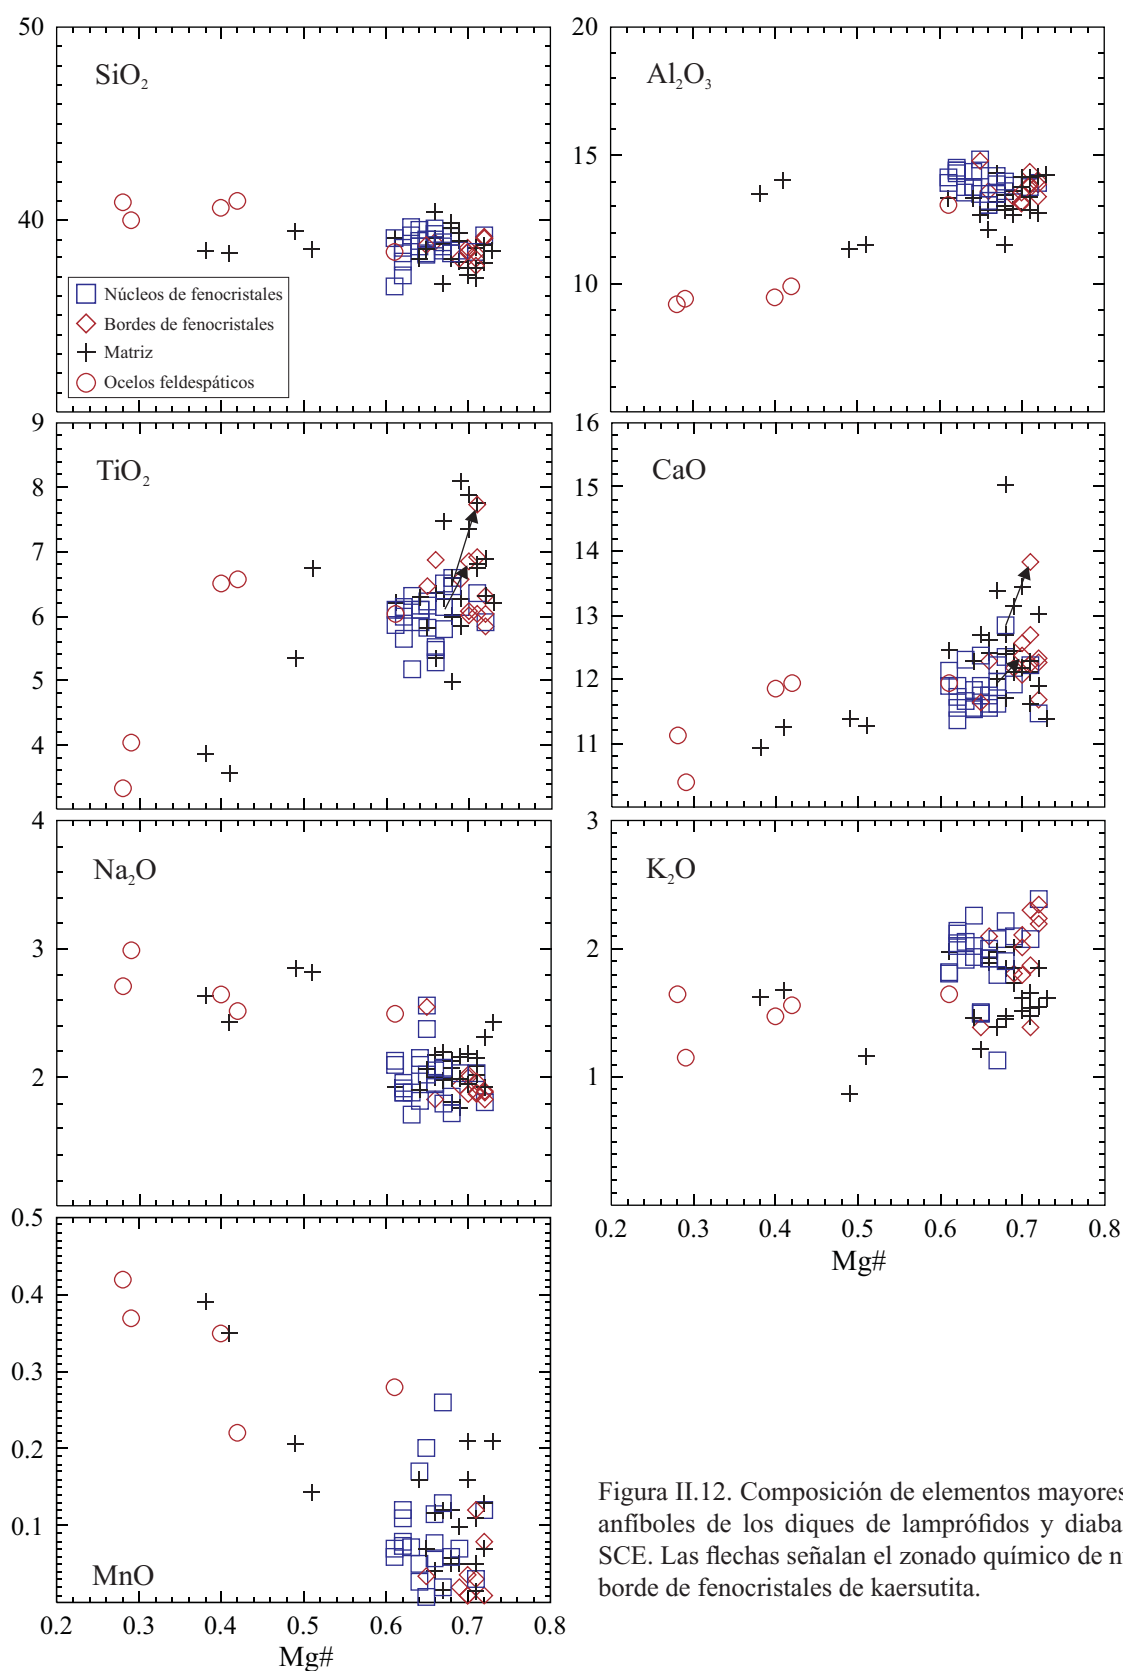 50
SiO₂
40
Núcleos de fenocristales
Bordes de fenocristales
Matriz
Ocelos feldespáticos
20
Al₂O₃
15
10
9
TiO₂
8
7
6
5
4
16
CaO
15
14
13
12
11
4
Na₂O
3
2
3
K₂O
2
1
0.2 0.3 0.4 0.5 0.6 0.7 0.8
Mg#
0.5
0.4
0.3
0.2
0.1
MnO
0.2 0.3 0.4 0.5 0.6 0.7 0.8
Mg#
Figura II.12. Composición de elementos mayores
anfíboles de los diques de lamprófidos y diaba
SCE. Las flechas señalan el zonado químico de n
borde de fenocristales de kaersutita.